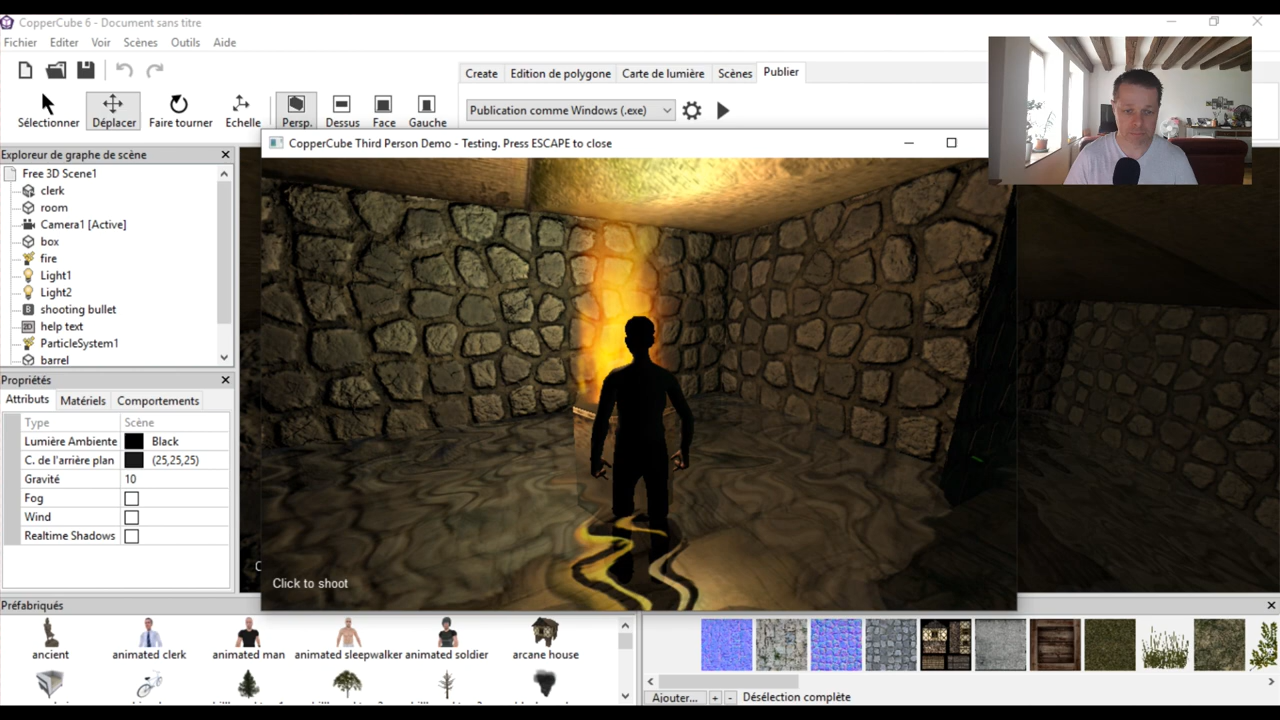 CopperCube 6 - Document sans titre
Fichier Editer Voir Scènes Outils Aide
Create Edition de polygone Carte de lumière Scènes Publier
Sélectionner Déplacer Faire tourner Echelle Persp. Dessus Face Gauche
Publication comme Windows (.exe)
CopperCube Third Person Demo - Testing. Press ESCAPE to close
Exploreur de graphe de scène
Free 3D Scene1
clerk
room
Camera1 [Active]
box
fire
Light1
Light2
shooting bullet
help text
ParticleSystem1
barrel
Propriétés
Attributs Matériels Comportements
Type Scène
Lumière Ambiente Black
C. de l'arrière plan (25,25,25)
Gravité 10
Fog
Wind
Realtime Shadows
Click to shoot
Préfabriqués
ancient animated clerk animated man animated sleepwalker animated soldier arcane house
Ajouter... + - Désélection complète